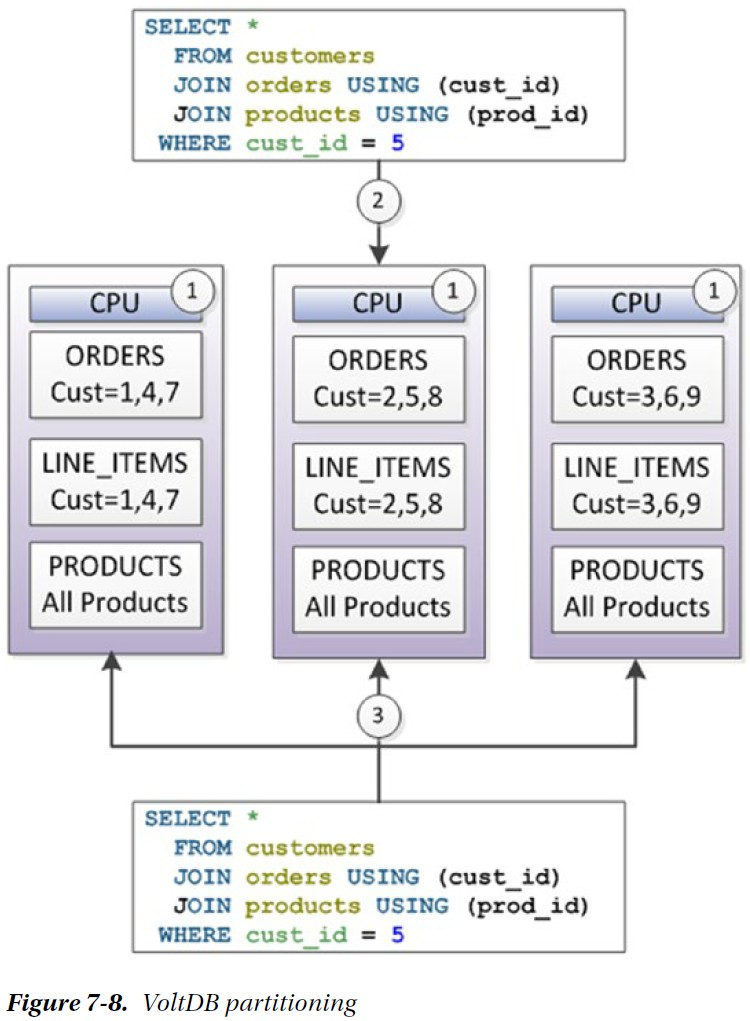 SELECT *
FROM customers
JOIN orders USING (cust_id)
JOIN products USING (prod_id)
WHERE cust_id = 5
2
CPU
1
ORDERS
Cust=1,4,7
LINE_ITEMS
Cust=1,4,7
PRODUCTS
All Products
CPU
1
ORDERS
Cust=2,5,8
LINE_ITEMS
Cust=2,5,8
PRODUCTS
All Products
CPU
1
ORDERS
Cust=3,6,9
LINE_ITEMS
Cust=3,6,9
PRODUCTS
All Products
3
SELECT *
FROM customers
JOIN orders USING (cust_id)
JOIN products USING (prod_id)
WHERE cust_id = 5
Figure 7-8. VoltDB partitioning